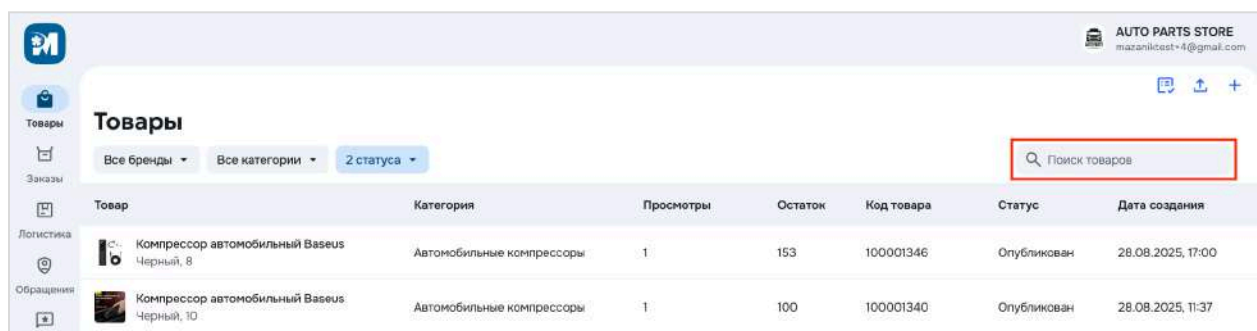 AUTO PARTS STORE
mazaniktest+4@gmail.com
Товары
Товары
Все бренды
Все категории
2 статуса
Поиск товаров
Заказы
Товар Категория Просмотры Остаток Код товара Статус Дата создания
Логистика
Компрессор автомобильный Baseus
Черный, 8
Автомобильные компрессоры 1 153 100001346 Опубликован 28.08.2025, 17:00
Обращения
Компрессор автомобильный Baseus
Черный, 10
Автомобильные компрессоры 1 100 100001340 Опубликован 28.08.2025, 11:37